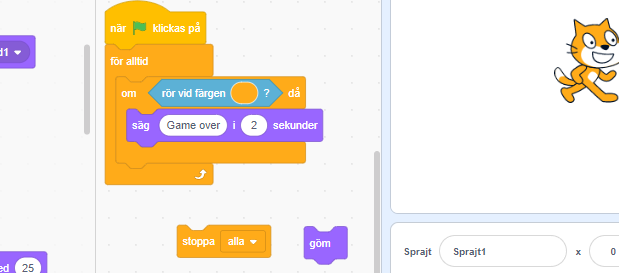 när klickas på
d1
för alltid
om rör vid färgen ? då
säg Game over i 2 sekunder
stoppa alla
göm
Sprajt Sprajt1 x 0
ed 25